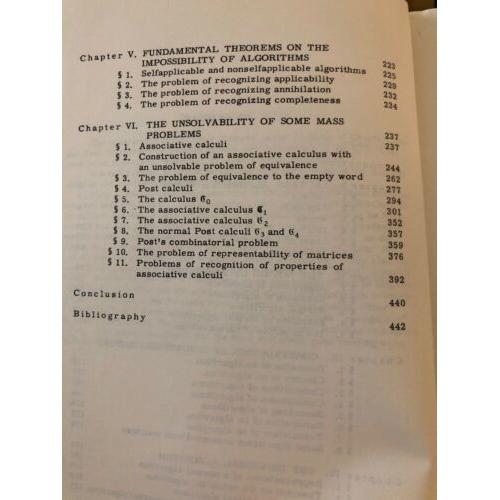 Chapter V. FUNDAMENTAL THEOREMS ON THE
IMPOSSIBILITY OF ALGORITHMS 223
§ 1. Selfapplicable and nonselfapplicable algorithms 225
§ 2. The problem of recognizing applicability 229
§ 3. The problem of recognizing annihilation 232
§ 4. The problem of recognizing completeness 234
Chapter VI. THE UNSOLVABILITY OF SOME MASS
PROBLEMS 237
§ 1. Associative calculi 237
§ 2. Construction of an associative calculus with
an unsolvable problem of equivalence 244
§ 3. The problem of equivalence to the empty word 262
§ 4. Post calculi 277
§ 5. The calculus 𝔖₀ 294
§ 6. The associative calculus ℭ₁ 301
§ 7. The associative calculus ℭ₂ 352
§ 8. The normal Post calculi 𝔖₃ and 𝔖₄ 357
§ 9. Post's combinatorial problem 359
§ 10. The problem of representability of matrices 376
§ 11. Problems of recognition of properties of
associative calculi 392
Conclusion 440
Bibliography 442